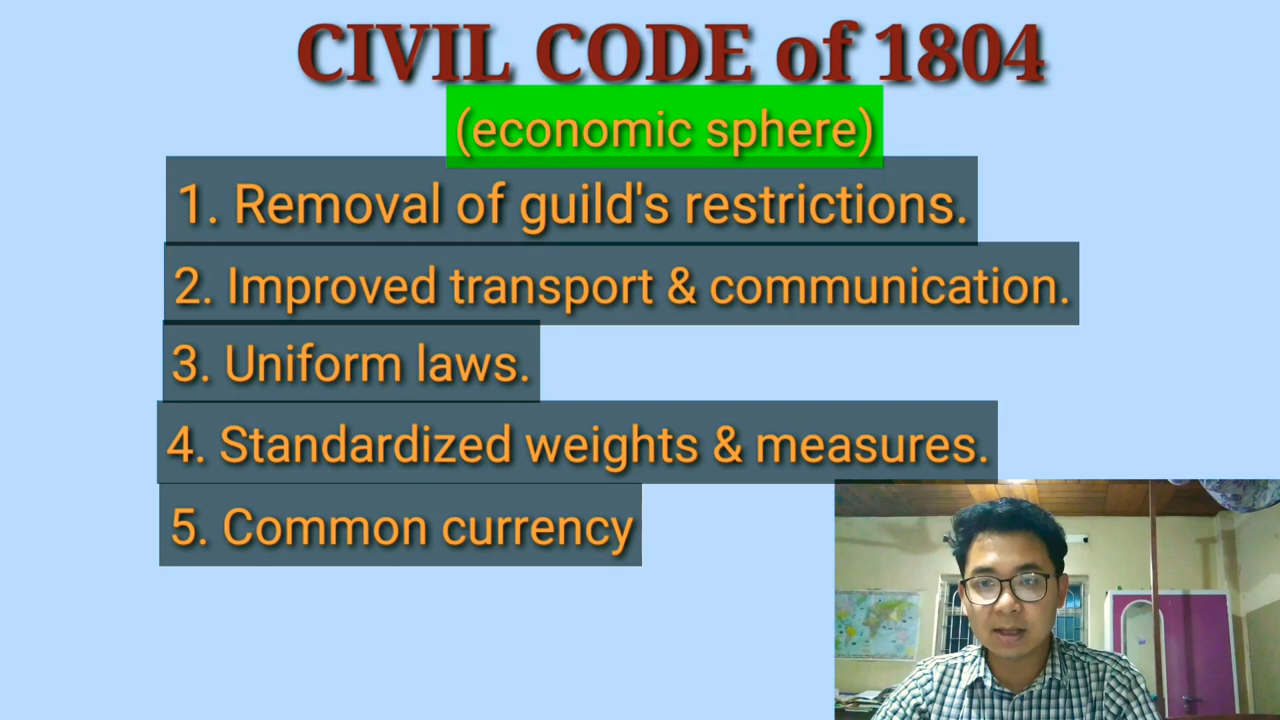 CIVIL CODE of 1804
(economic sphere)
1. Removal of guild's restrictions.
2. Improved transport & communication.
3. Uniform laws.
4. Standardized weights & measures.
5. Common currency